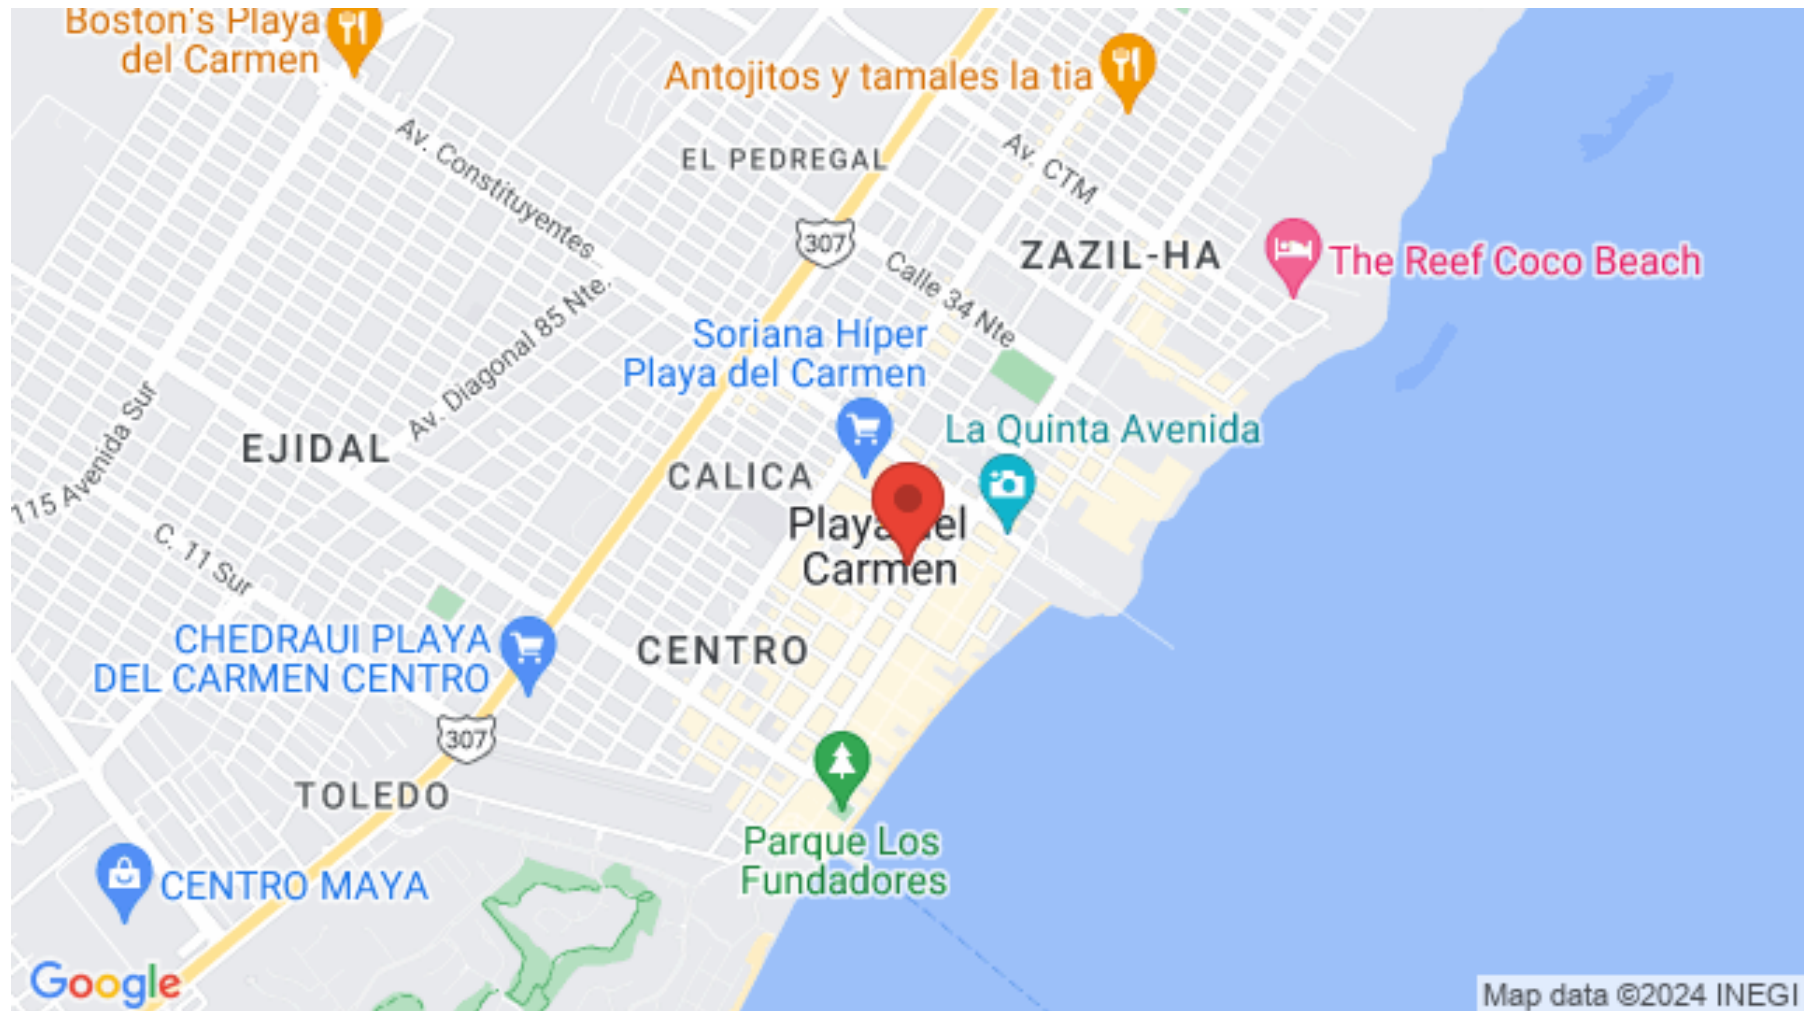 Boston's Playa
del Carmen
Antojitos y tamales la tia
Av. Constituyentes
EL PEDREGAL
Av. CTM
307
ZAZIL-HA
The Reef Coco Beach
Calle 34 Nte
Av. Diagonal 85 Nte.
Soriana Híper
Playa del Carmen
115 Avenida Sur
EJIDAL
La Quinta Avenida
CALICA
Playa del
Carmen
C. 11 Sur
CHEDRAUI PLAYA
DEL CARMEN CENTRO
CENTRO
307
TOLEDO
Parque Los
Fundadores
CENTRO MAYA
Google
Map data ©2024 INEGI